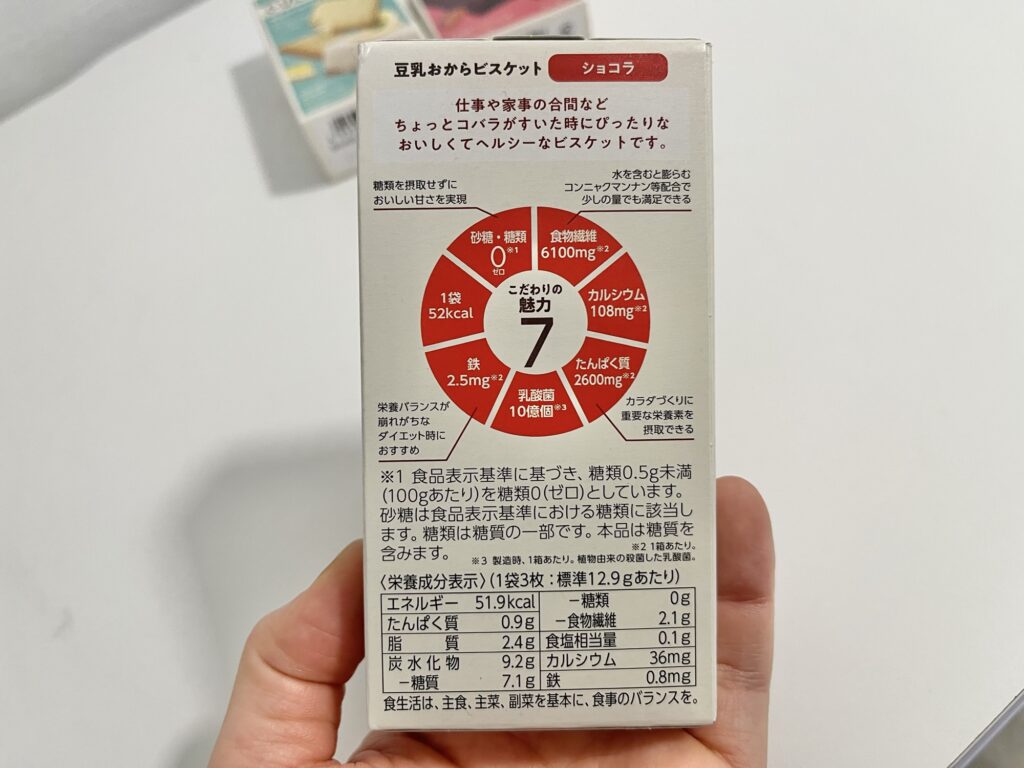 豆乳おからビスケット ショコラ
仕事や家事の合間など
ちょっとコバラがすいた時にぴったりな
おいしくてヘルシーなビスケットです。
糖類を摂取せずに
おいしい甘さを実現
水を含むと膨らむ
コンニャクマンナン等配合で
少しの量でも満足できる
砂糖・糖類
0※1
ゼロ
食物繊維
6100mg※2
カルシウム
108mg※2
たんぱく質
2600mg※2
乳酸菌
10億個※3
鉄
2.5mg※2
1袋
52kcal
こだわりの
魅力
7
栄養バランスが
崩れがちな
ダイエット時に
おすすめ
カラダづくりに
重要な栄養素を
摂取できる
※1 食品表示基準に基づき、糖類0.5g未満
(100gあたり)を糖類0(ゼロ)としています。
砂糖は食品表示基準における糖類に該当し
ます。糖類は糖質の一部です。本品は糖質を
含みます。
※2 1箱あたり。
※3 製造時、1箱あたり。植物由来の殺菌した乳酸菌。
〈栄養成分表示〉(1袋3枚:標準12.9gあたり)
エネルギー 51.9kcal −糖類 0g
たんぱく質 0.9g −食物繊維 2.1g
脂質 2.4g 食塩相当量 0.1g
炭水化物 9.2g カルシウム 36mg
−糖質 7.1g 鉄 0.8mg
食生活は、主食、主菜、副菜を基本に、食事のバランスを。